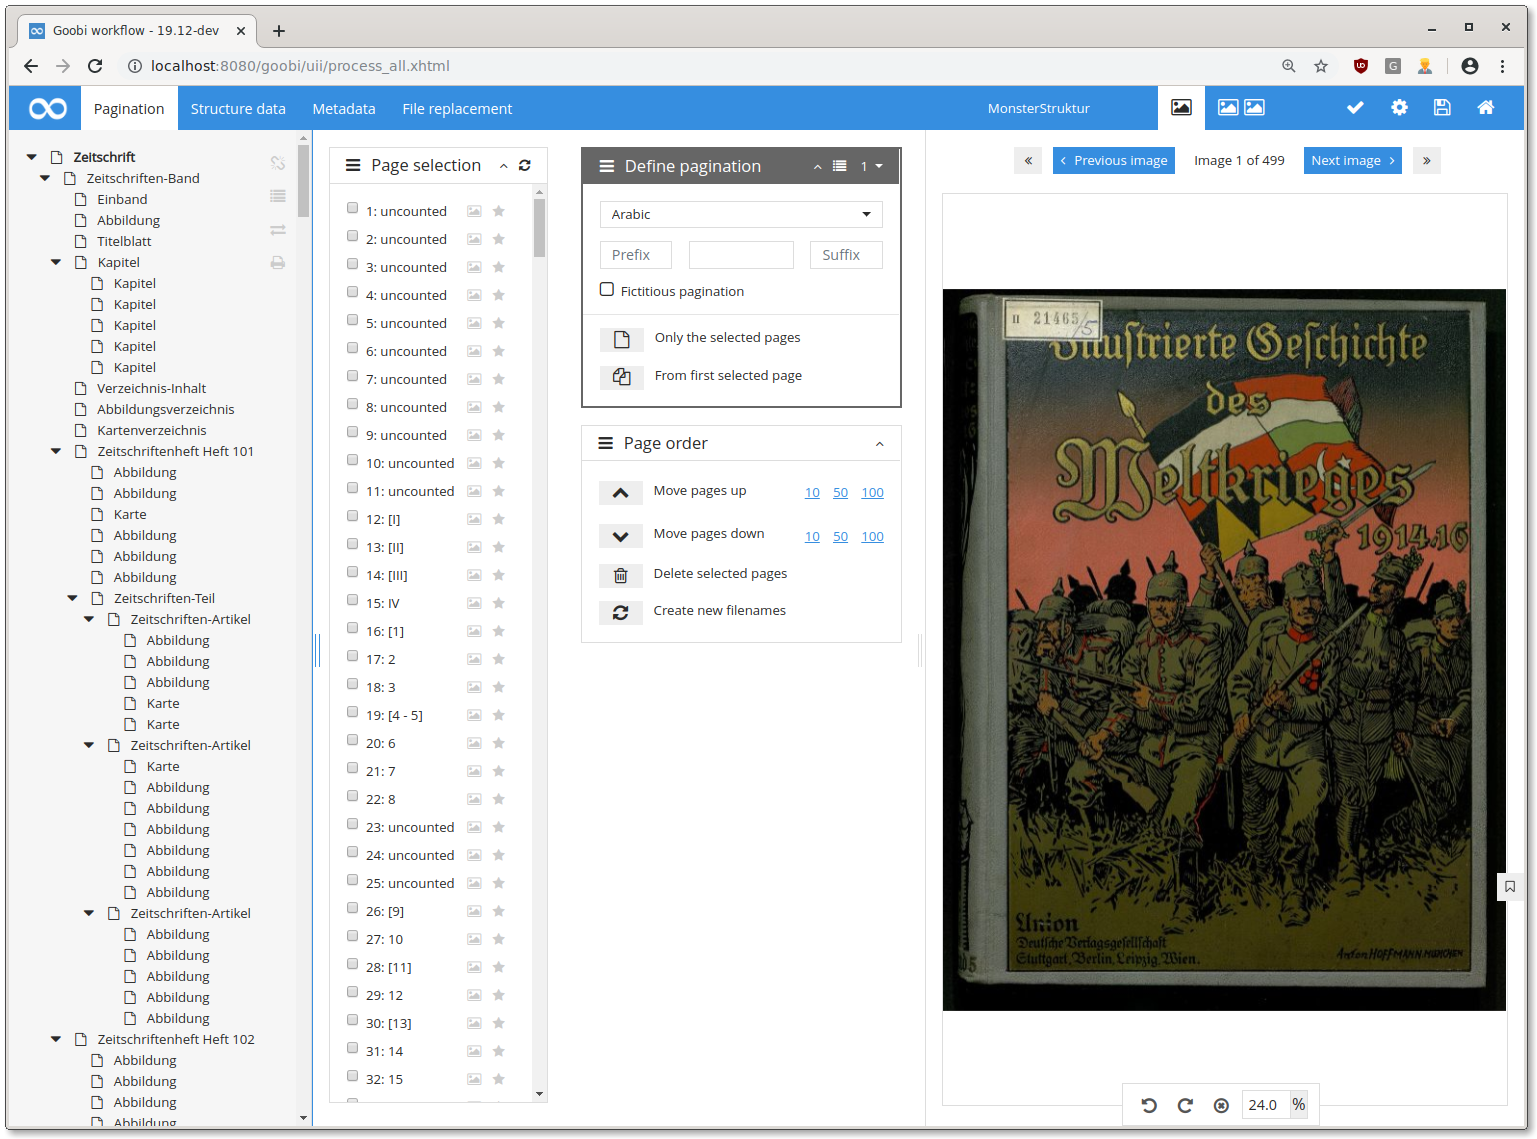 Goobi workflow - 19.12-dev
localhost:8080/goobi/uii/process_all.xhtml
Pagination
Structure data
Metadata
File replacement
MonsterStruktur
Zeitschrift
Zeitschriften-Band
Einband
Abbildung
Titelblatt
Kapitel
Kapitel
Kapitel
Kapitel
Kapitel
Kapitel
Verzeichnis-Inhalt
Abbildungsverzeichnis
Kartenverzeichnis
Zeitschriftenheft Heft 101
Abbildung
Abbildung
Karte
Abbildung
Abbildung
Abbildung
Zeitschriften-Teil
Zeitschriften-Artikel
Abbildung
Abbildung
Abbildung
Karte
Karte
Zeitschriften-Artikel
Karte
Abbildung
Abbildung
Abbildung
Abbildung
Abbildung
Abbildung
Zeitschriften-Artikel
Abbildung
Abbildung
Abbildung
Abbildung
Abbildung
Zeitschriftenheft Heft 102
Abbildung
Abbildung
Abbildung
Abbildung
Page selection
1: uncounted
2: uncounted
3: uncounted
4: uncounted
5: uncounted
6: uncounted
7: uncounted
8: uncounted
9: uncounted
10: uncounted
11: uncounted
12: [I]
13: [II]
14: [III]
15: IV
16: [1]
17: 2
18: 3
19: [4 - 5]
20: 6
21: 7
22: 8
23: uncounted
24: uncounted
25: uncounted
26: [9]
27: 10
28: [11]
29: 12
30: [13]
31: 14
32: 15
Define pagination
1
Arabic
Prefix
Suffix
Fictitious pagination
Only the selected pages
From first selected page
Page order
Move pages up 10 50 100
Move pages down 10 50 100
Delete selected pages
Create new filenames
« Previous image Image 1 of 499 Next image »
II 21465/5
Illustrierte Geschichte
des
Weltkrieges
1914.16
Union
Deutsche Verlagsgesellschaft
Stuttgart, Berlin, Leipzig, Wien.
Anton HOFFMANN. MÜNCHEN
24.0 %